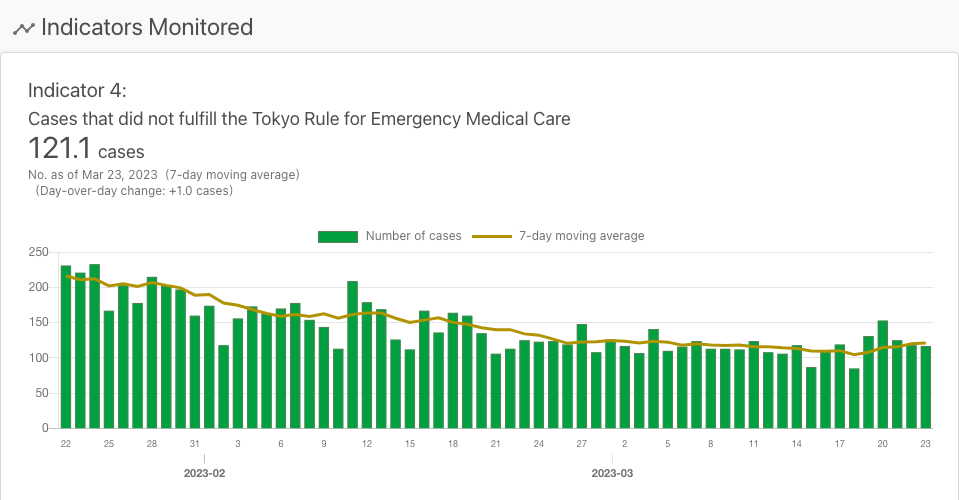 Indicators Monitored
Indicator 4:
Cases that did not fulfill the Tokyo Rule for Emergency Medical Care
121.1 cases
No. as of Mar 23, 2023 (7-day moving average)
(Day-over-day change: +1.0 cases)
Number of cases 7-day moving average
250
200
150
100
50
0
22 25 28 31 3 6 9 12 15 18 21 24 27 2 5 8 11 14 17 20 23
2023-02 2023-03